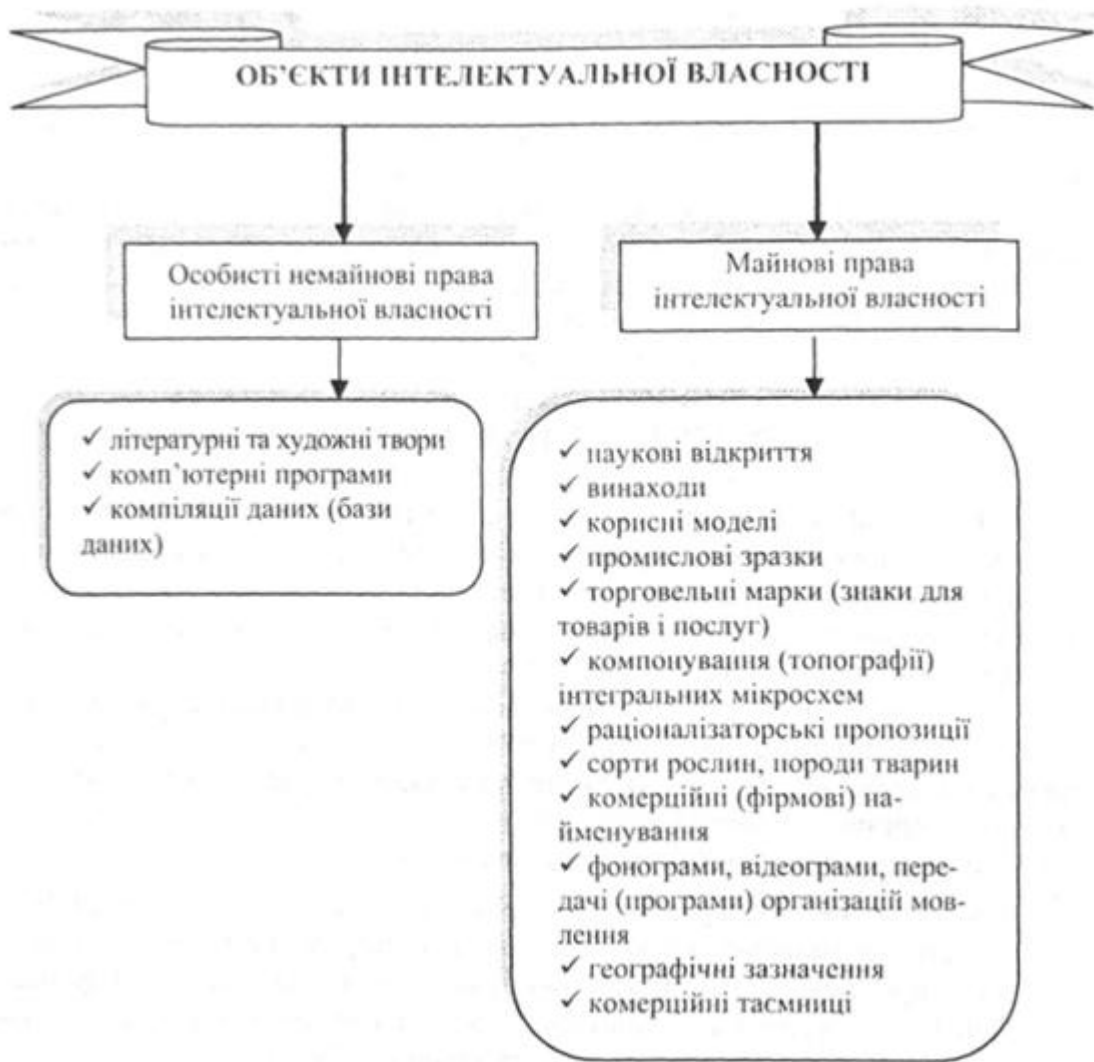 ОБ’ЄКТИ ІНТЕЛЕКТУАЛЬНОЇ ВЛАСНОСТІ
Особисті немайнові права
інтелектуальної власності
Майнові права
інтелектуальної власності
✓ літературні та художні твори
✓ комп’ютерні програми
✓ компіляції даних (бази
даних)
✓ наукові відкриття
✓ винаходи
✓ корисні моделі
✓ промислові зразки
✓ торговельні марки (знаки для
товарів і послуг)
✓ компонування (топографії)
інтегральних мікросхем
✓ раціоналізаторські пропозиції
✓ сорти рослин, породи тварин
✓ комерційні (фірмові) на-
йменування
✓ фонограми, відеограми, пере-
дачі (програми) організацій мов-
лення
✓ географічні зазначення
✓ комерційні таємниці